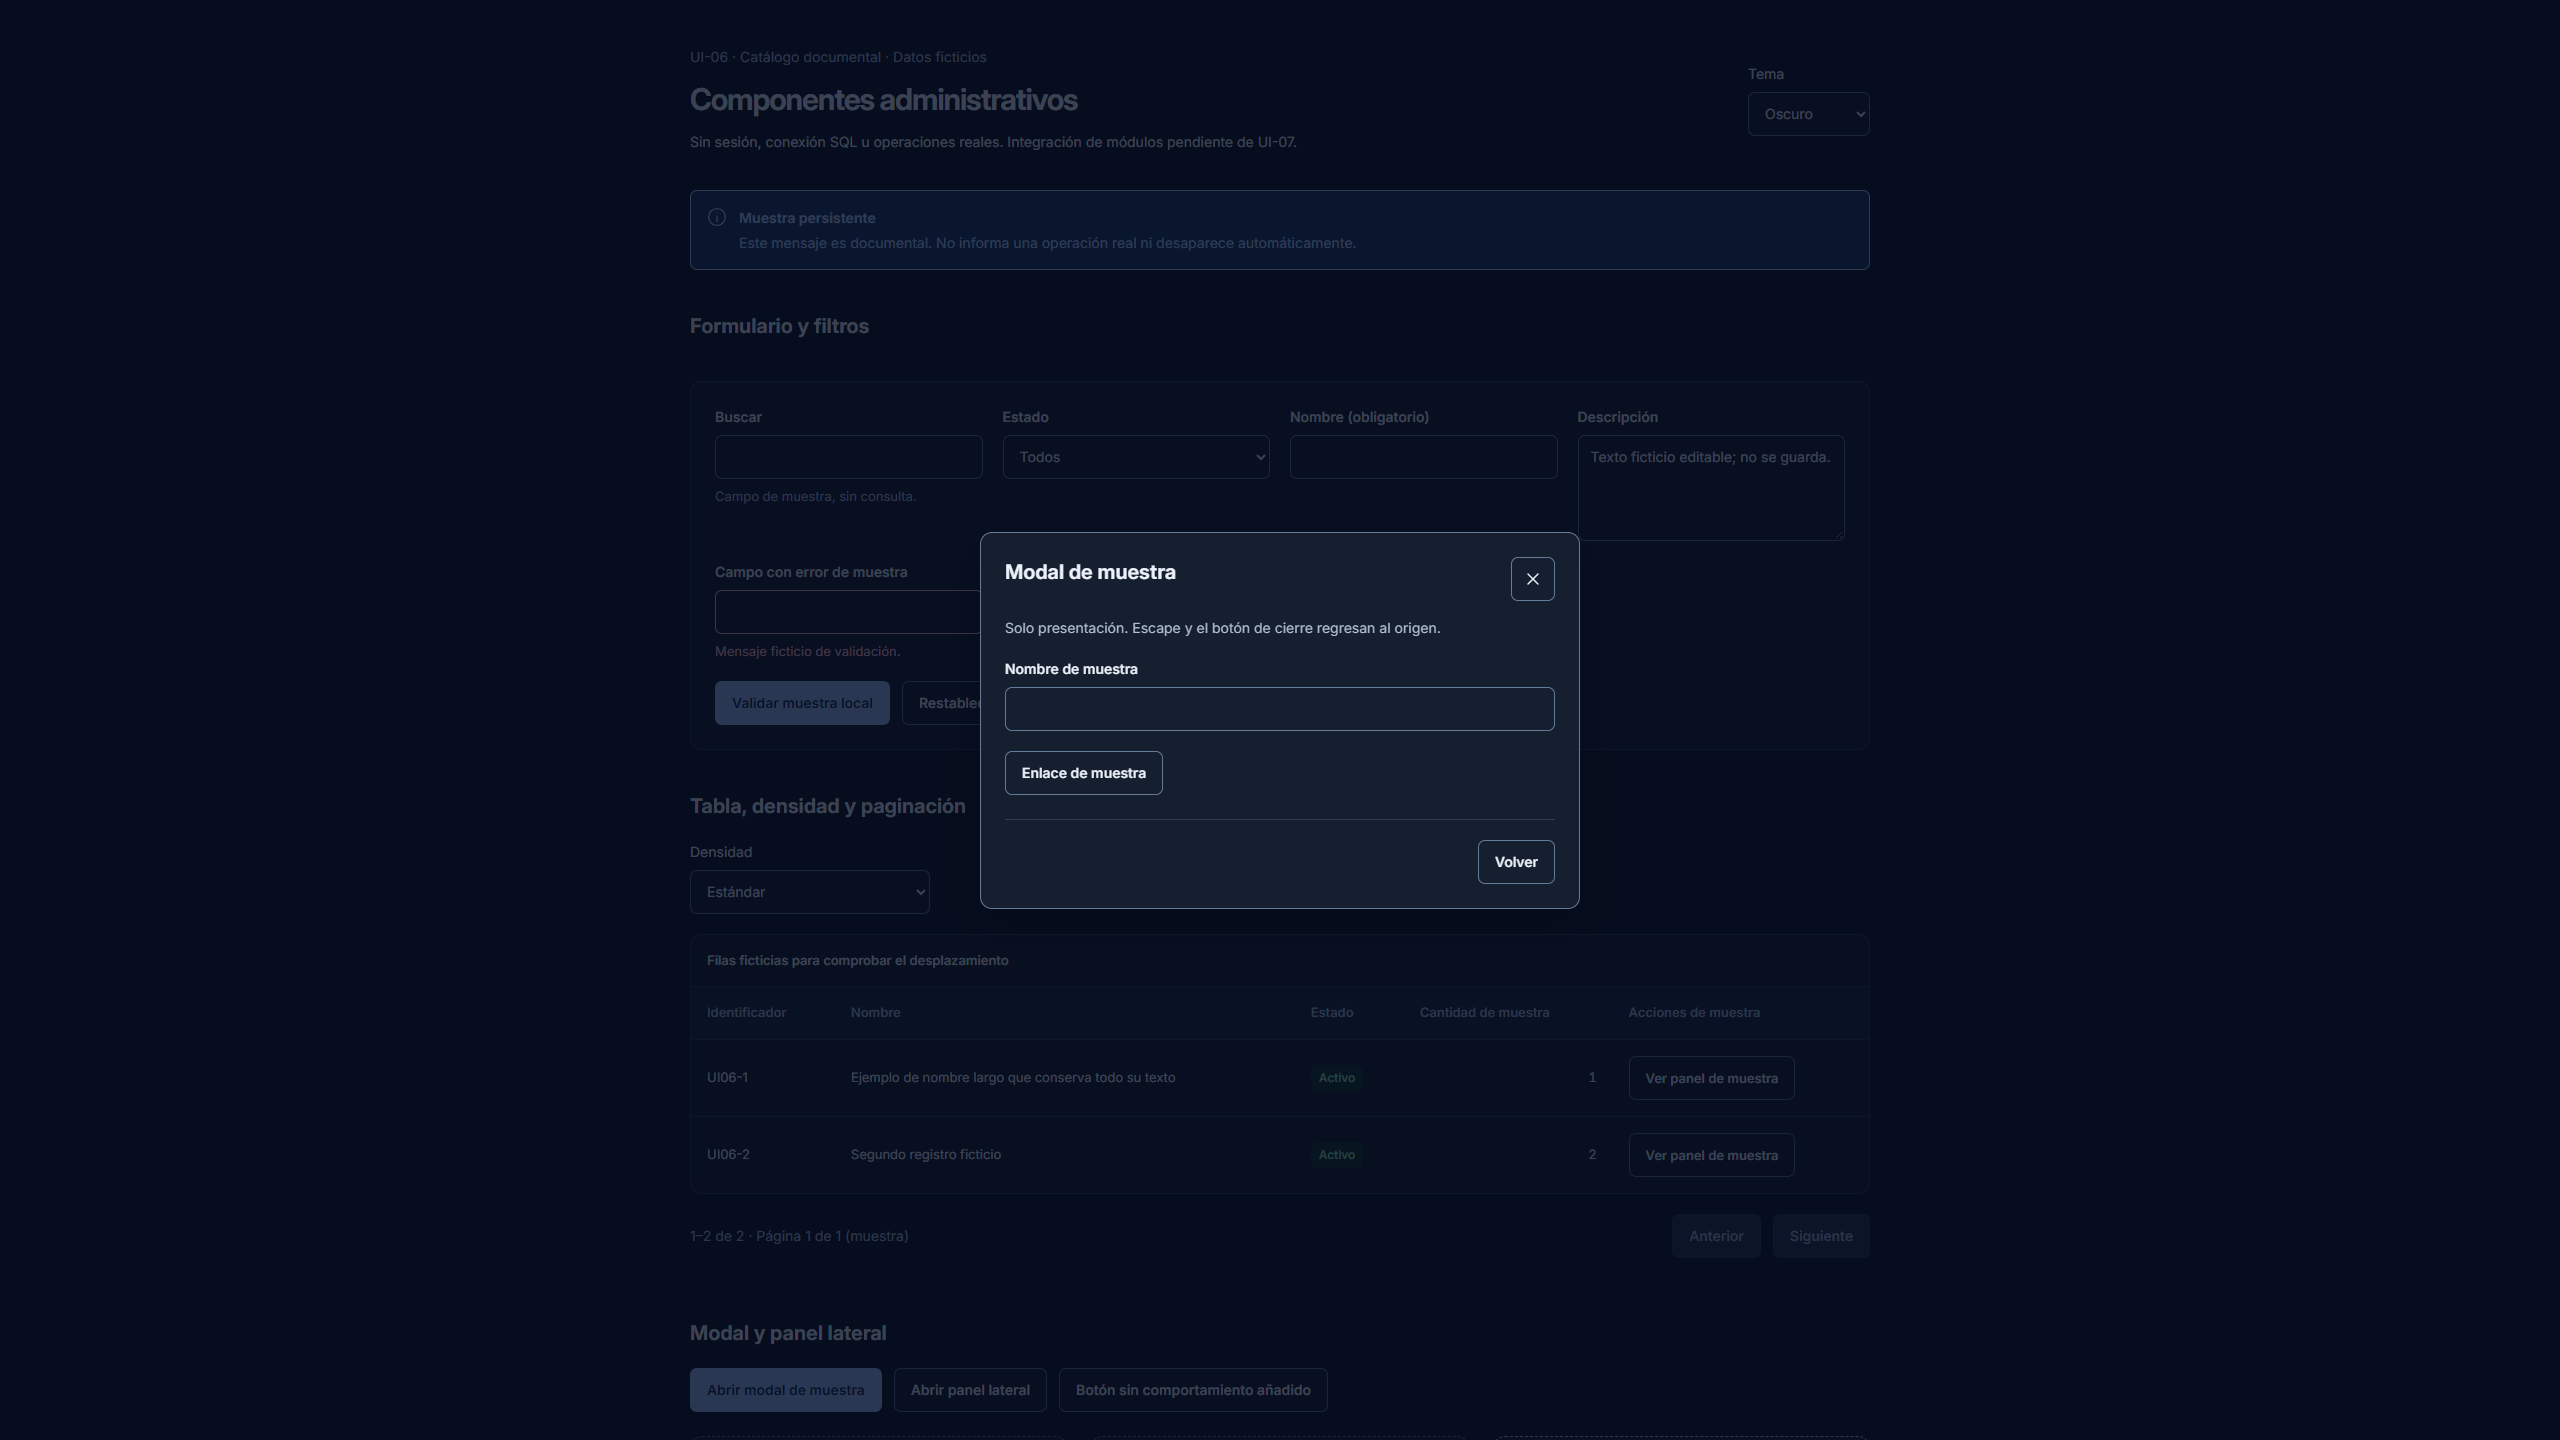 UI-06 · Catálogo documental · Datos ficticios
Componentes administrativos
Sin sesión, conexión SQL u operaciones reales. Integración de módulos pendiente de UI-07.
Tema
Oscuro
Muestra persistente
Este mensaje es documental. No informa una operación real ni desaparece automáticamente.
Formulario y filtros
Buscar
Estado
Nombre (obligatorio)
Descripción
Todos
Texto ficticio editable; no se guarda.
Campo de muestra, sin consulta.
Campo con error de muestra
Mensaje ficticio de validación.
Validar muestra local
Modal de muestra
Solo presentación. Escape y el botón de cierre regresan al origen.
Nombre de muestra
Enlace de muestra
Volver
Tabla, densidad y paginación
Densidad
Estándar
Filas ficticias para comprobar el desplazamiento
Identificador
Nombre
Estado
Cantidad de muestra
Acciones de muestra
UI06-1
Ejemplo de nombre largo que conserva todo su texto
Activo
1
Ver panel de muestra
UI06-2
Segundo registro ficticio
Activo
2
Ver panel de muestra
1–2 de 2 · Página 1 de 1 (muestra)
Anterior
Siguiente
Modal y panel lateral
Abrir modal de muestra
Abrir panel lateral
Botón sin comportamiento añadido